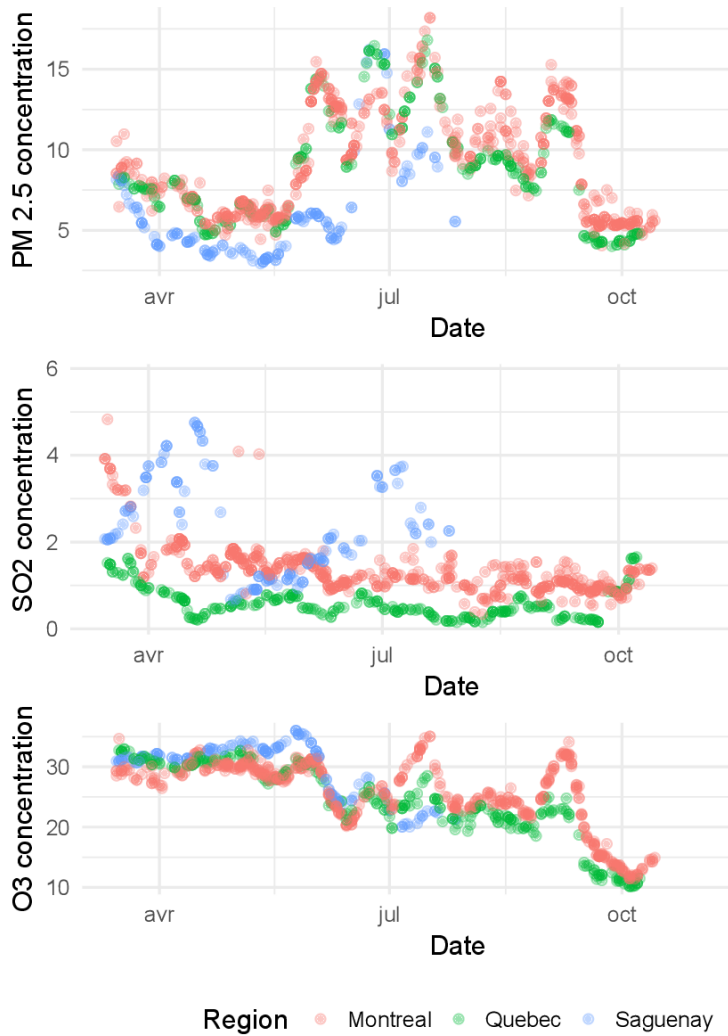 PM 2.5 concentration
15
10
5
avr jul oct
Date
SO2 concentration
6
4
2
0
avr jul oct
Date
O3 concentration
30
20
10
avr jul oct
Date
Region Montreal Quebec Saguenay